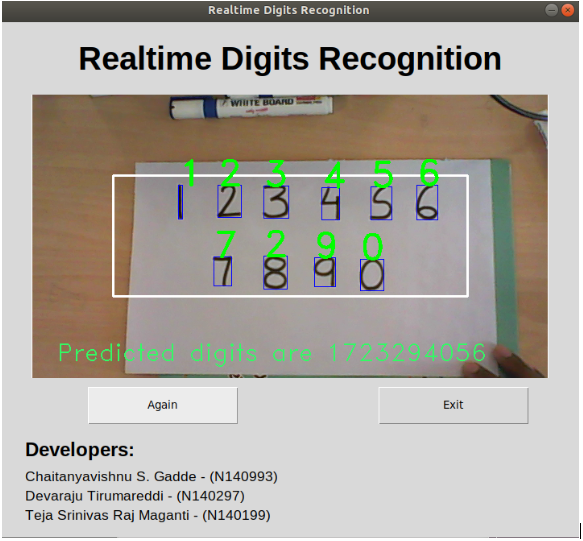 Realtime Digits Recognition
Realtime Digits Recognition
WHITE BOARD
1 2 3 4 5 6
1 2 3 4 5 6
7 2 9 0
7 8 9 0
Predicted digits are 1723294056
Again Exit
Developers:
Chaitanyavishnu S. Gadde - (N140993)
Devaraju Tirumareddi - (N140297)
Teja Srinivas Raj Maganti - (N140199)